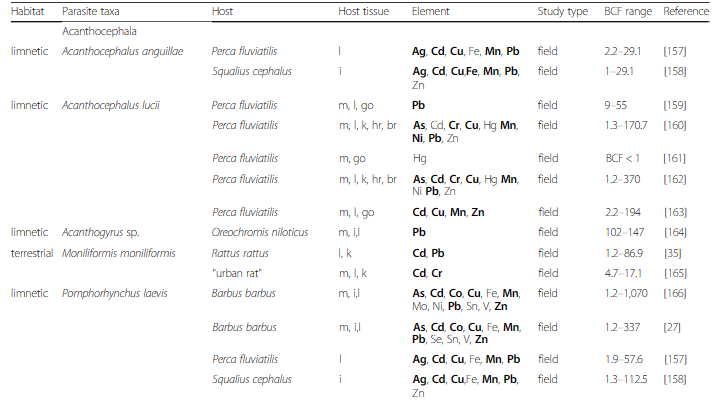 Habitat Parasite taxa Host Host tissue Element Study type BCF range Reference
Acanthocephala
limnetic Acanthocephalus anguillae Perca fluviatilis l Ag, Cd, Cu, Fe, Mn, Pb field 2.2–29.1 [157]
Squalius cephalus i Ag, Cd, Cu,Fe, Mn, Pb, field 1–29.1 [158]
Zn
limnetic Acanthocephalus lucii Perca fluviatilis m, l, go Pb field 9–55 [159]
Perca fluviatilis m, l, k, hr, br As, Cd, Cr, Cu, Hg Mn, field 1.3–170.7 [160]
Ni, Pb, Zn
Perca fluviatilis m, go Hg field BCF < 1 [161]
Perca fluviatilis m, l, k, hr, br As, Cd, Cr, Cu, Hg Mn, field 1.2–370 [162]
Ni Pb, Zn
Perca fluviatilis m, l, go Cd, Cu, Mn, Zn field 2.2–194 [163]
limnetic Acanthogyrus sp. Oreochromis niloticus m, i,l Pb field 102–147 [164]
terrestrial Moniliformis moniliformis Rattus rattus l, k Cd, Pb field 1.2–86.9 [35]
"urban rat" m, l, k Cd, Cr field 4.7–17.1 [165]
limnetic Pomphorhynchus laevis Barbus barbus m, i,l As, Cd, Co, Cu, Fe, Mn, field 1.2–1,070 [166]
Mo, Ni, Pb, Sn, V, Zn
Barbus barbus m, i,l As, Cd, Co, Cu, Fe, Mn, field 1.2–337 [27]
Pb, Se, Sn, V, Zn
Perca fluviatilis l Ag, Cd, Cu, Fe, Mn, Pb field 1.9–57.6 [157]
Squalius cephalus i Ag, Cd, Cu,Fe, Mn, Pb, field 1.3–112.5 [158]
Zn